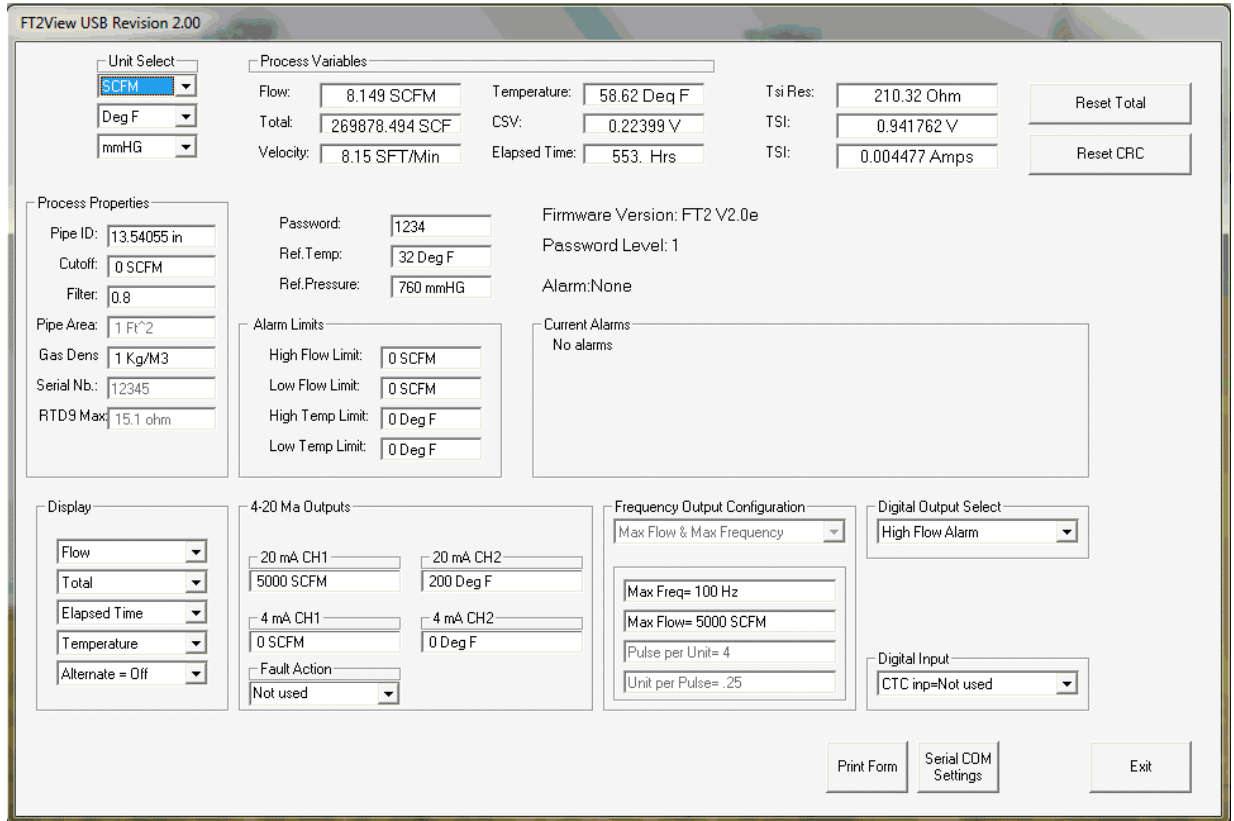 FT2View USB Revision 2.00
Unit Select
SCFM
Deg F
mmHG
Process Variables
Flow: 8.149 SCFM
Total: 269878.494 SCF
Velocity: 8.15 SFT/Min
Temperature: 58.62 Deg F
CSV: 0.22399 V
Elapsed Time: 553. Hrs
Tsi Res: 210.32 Ohm
TSI: 0.941762 V
TSI: 0.004477 Amps
Reset Total
Reset CRC
Process Properties
Pipe ID: 13.54055 in
Cutoff: 0 SCFM
Filter: 0.8
Pipe Area: 1 Ft^2
Gas Dens 1 Kg/M3
Serial Nb.: 12345
RTD9 Max: 15.1 ohm
Password: 1234
Ref.Temp: 32 Deg F
Ref.Pressure: 760 mmHG
Firmware Version: FT2 V2.0e
Password Level: 1
Alarm:None
Alarm Limits
High Flow Limit: 0 SCFM
Low Flow Limit: 0 SCFM
High Temp Limit: 0 Deg F
Low Temp Limit: 0 Deg F
Current Alarms
No alarms
Display
Flow
Total
Elapsed Time
Temperature
Alternate = Off
4-20 Ma Outputs
20 mA CH1
5000 SCFM
20 mA CH2
200 Deg F
4 mA CH1
0 SCFM
4 mA CH2
0 Deg F
Fault Action
Not used
Frequency Output Configuration
Max Flow & Max Frequency
Max Freq= 100 Hz
Max Flow= 5000 SCFM
Pulse per Unit= 4
Unit per Pulse= .25
Digital Output Select
High Flow Alarm
Digital Input
CTC inp=Not used
Print Form
Serial COM
Settings
Exit